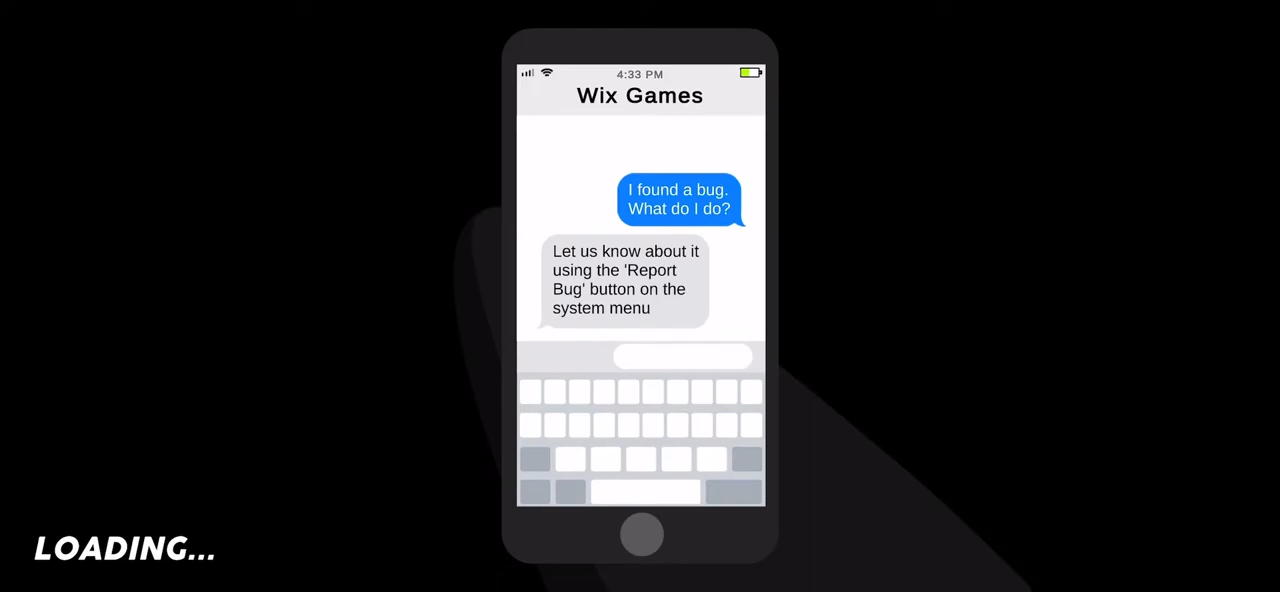 4:33 PM
Wix Games
I found a bug.
What do I do?
Let us know about it
using the 'Report
Bug' button on the
system menu
LOADING...